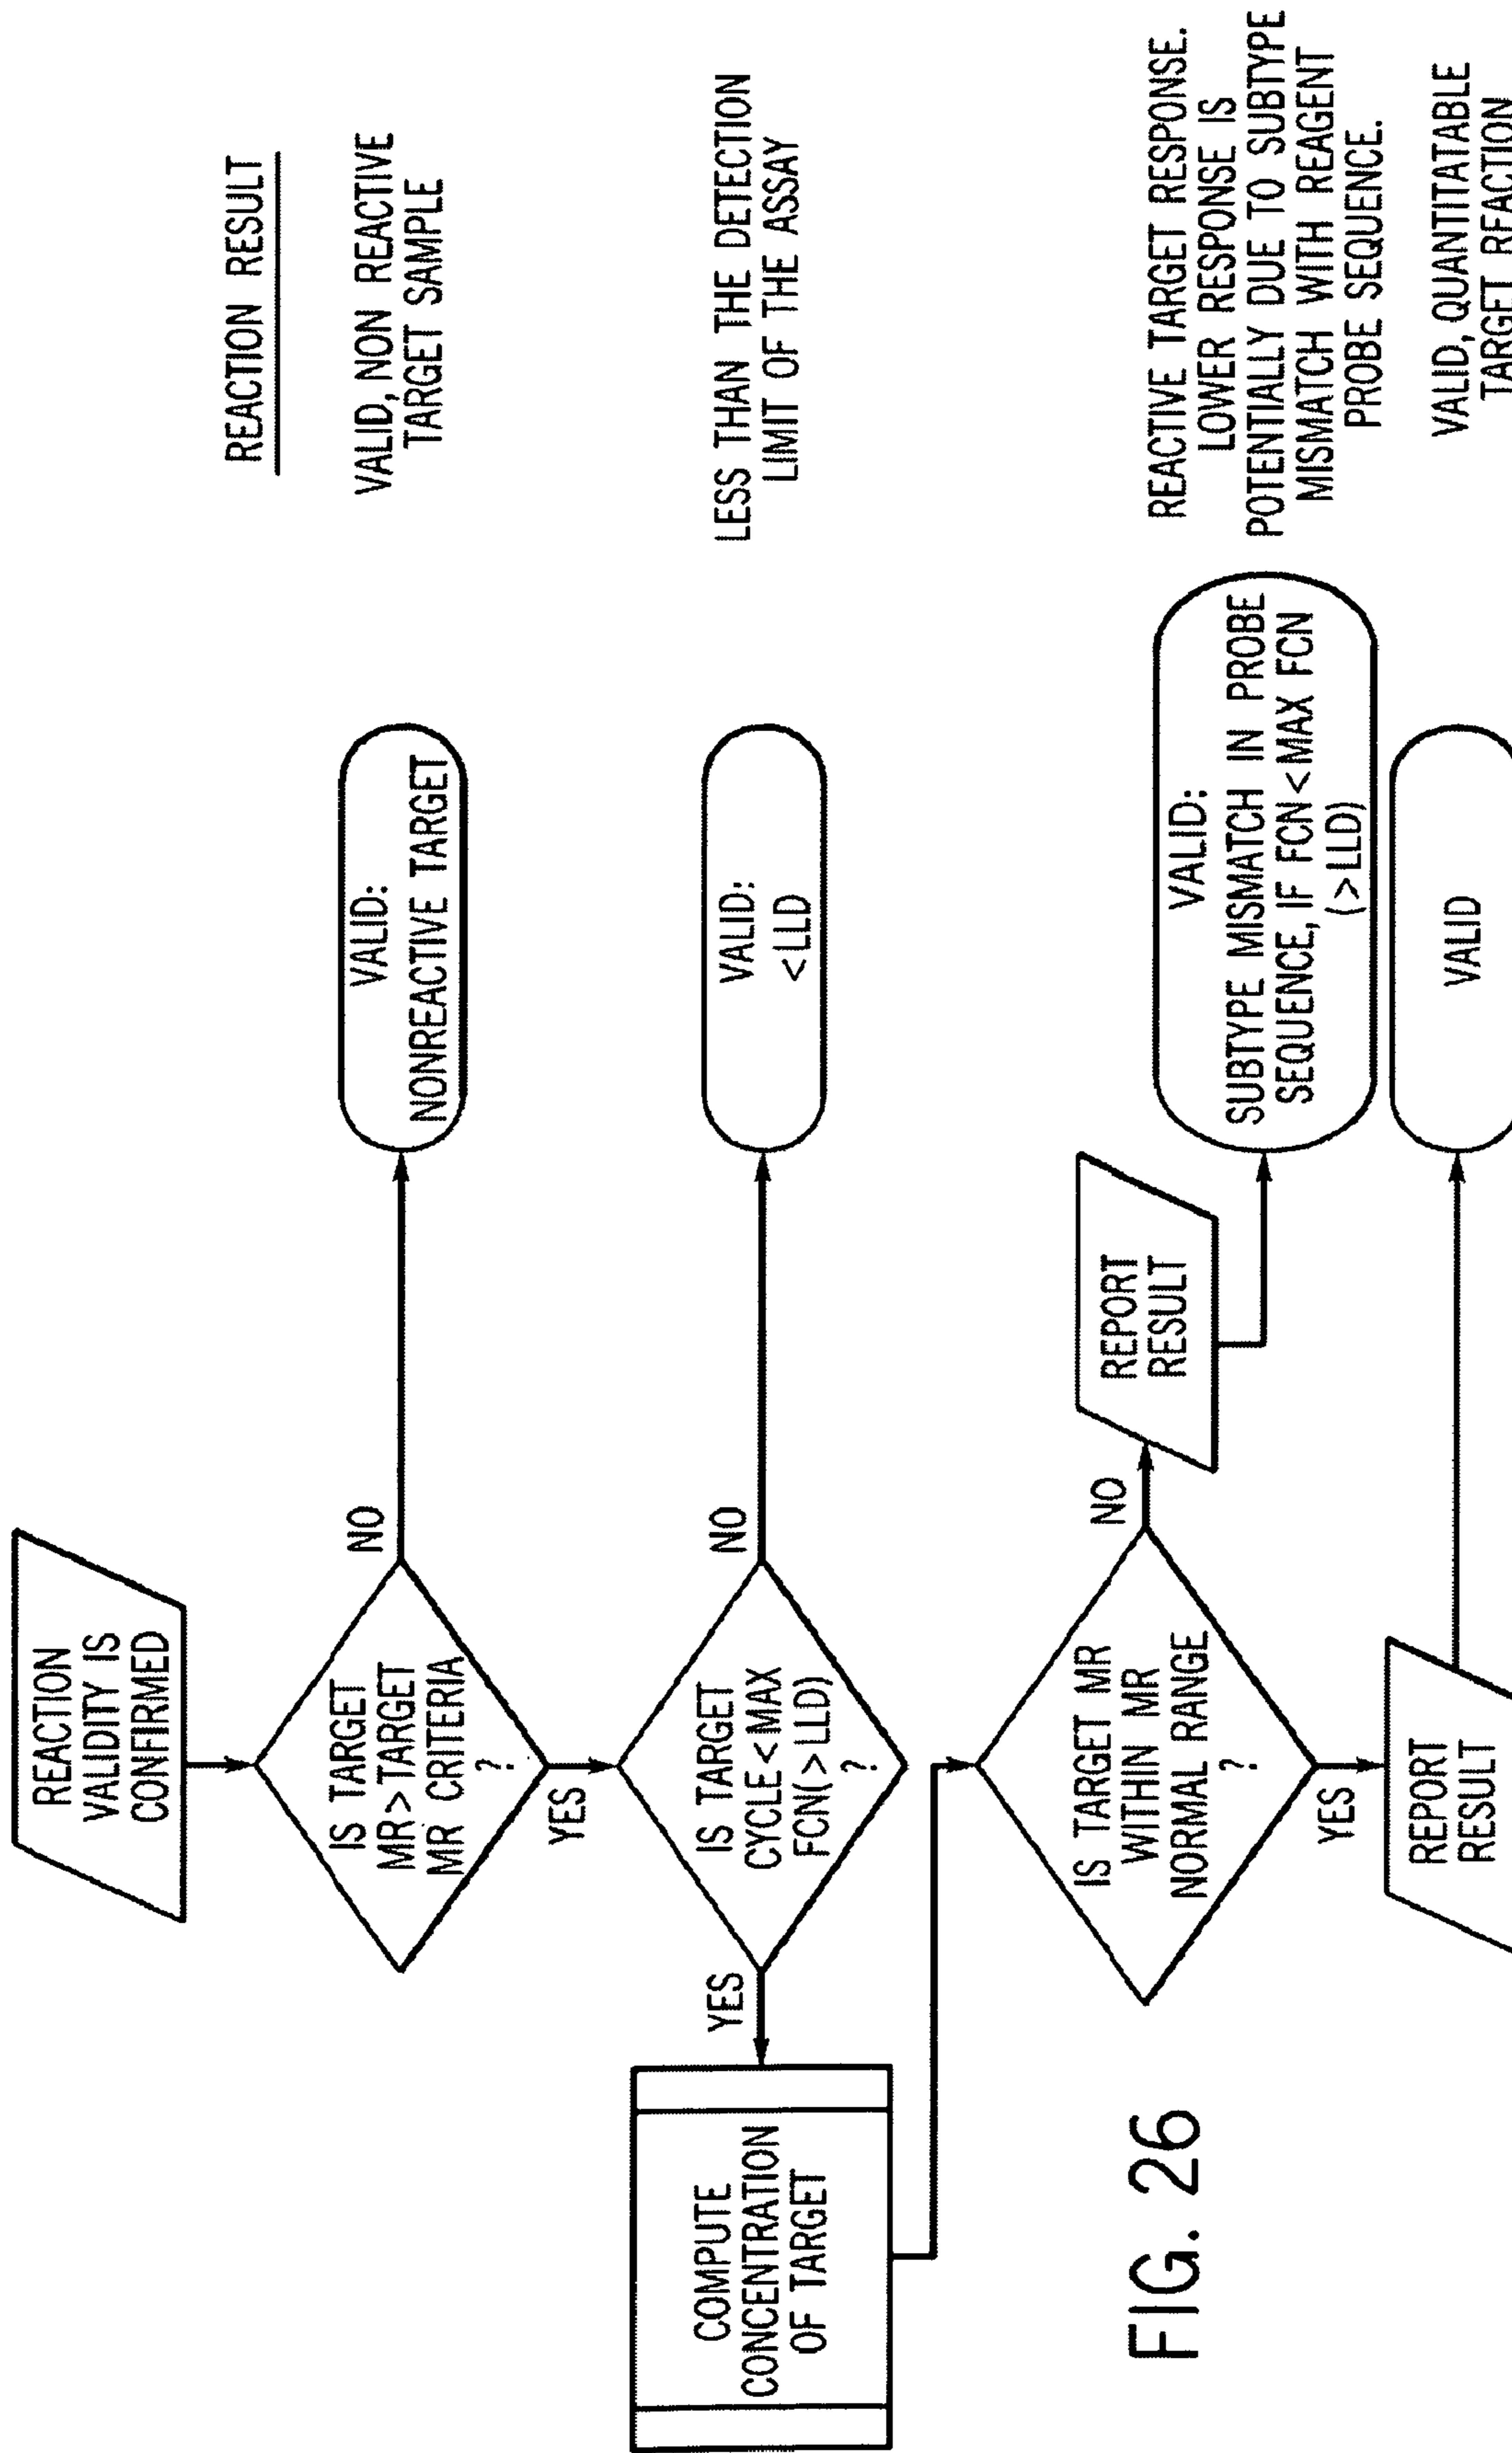 REACTION RESULT
REACTION
VALIDITY IS
CONFIRMED
IS TARGET
MR>TARGET
MR CRITERIA
?
NO
VALID:
NONREACTIVE TARGET
VALID, NON REACTIVE
TARGET SAMPLE
YES
IS TARGET
CYCLE<MAX
FCN(>LLD)
?
NO
VALID:
<LLD
LESS THAN THE DETECTION
LIMIT OF THE ASSAY
YES
COMPUTE
CONCENTRATION
OF TARGET
IS TARGET MR
WITHIN MR
NORMAL RANGE
?
NO
REPORT
RESULT
VALID:
SUBTYPE MISMATCH IN PROBE
SEQUENCE, IF FCN<MAX FCN
(>LLD)
REACTIVE TARGET RESPONSE.
LOWER RESPONSE IS
POTENTIALLY DUE TO SUBTYPE
MISMATCH WITH REAGENT
PROBE SEQUENCE.
YES
REPORT
RESULT
VALID
VALID, QUANTITATABLE
TARGET REACTION
FIG. 26